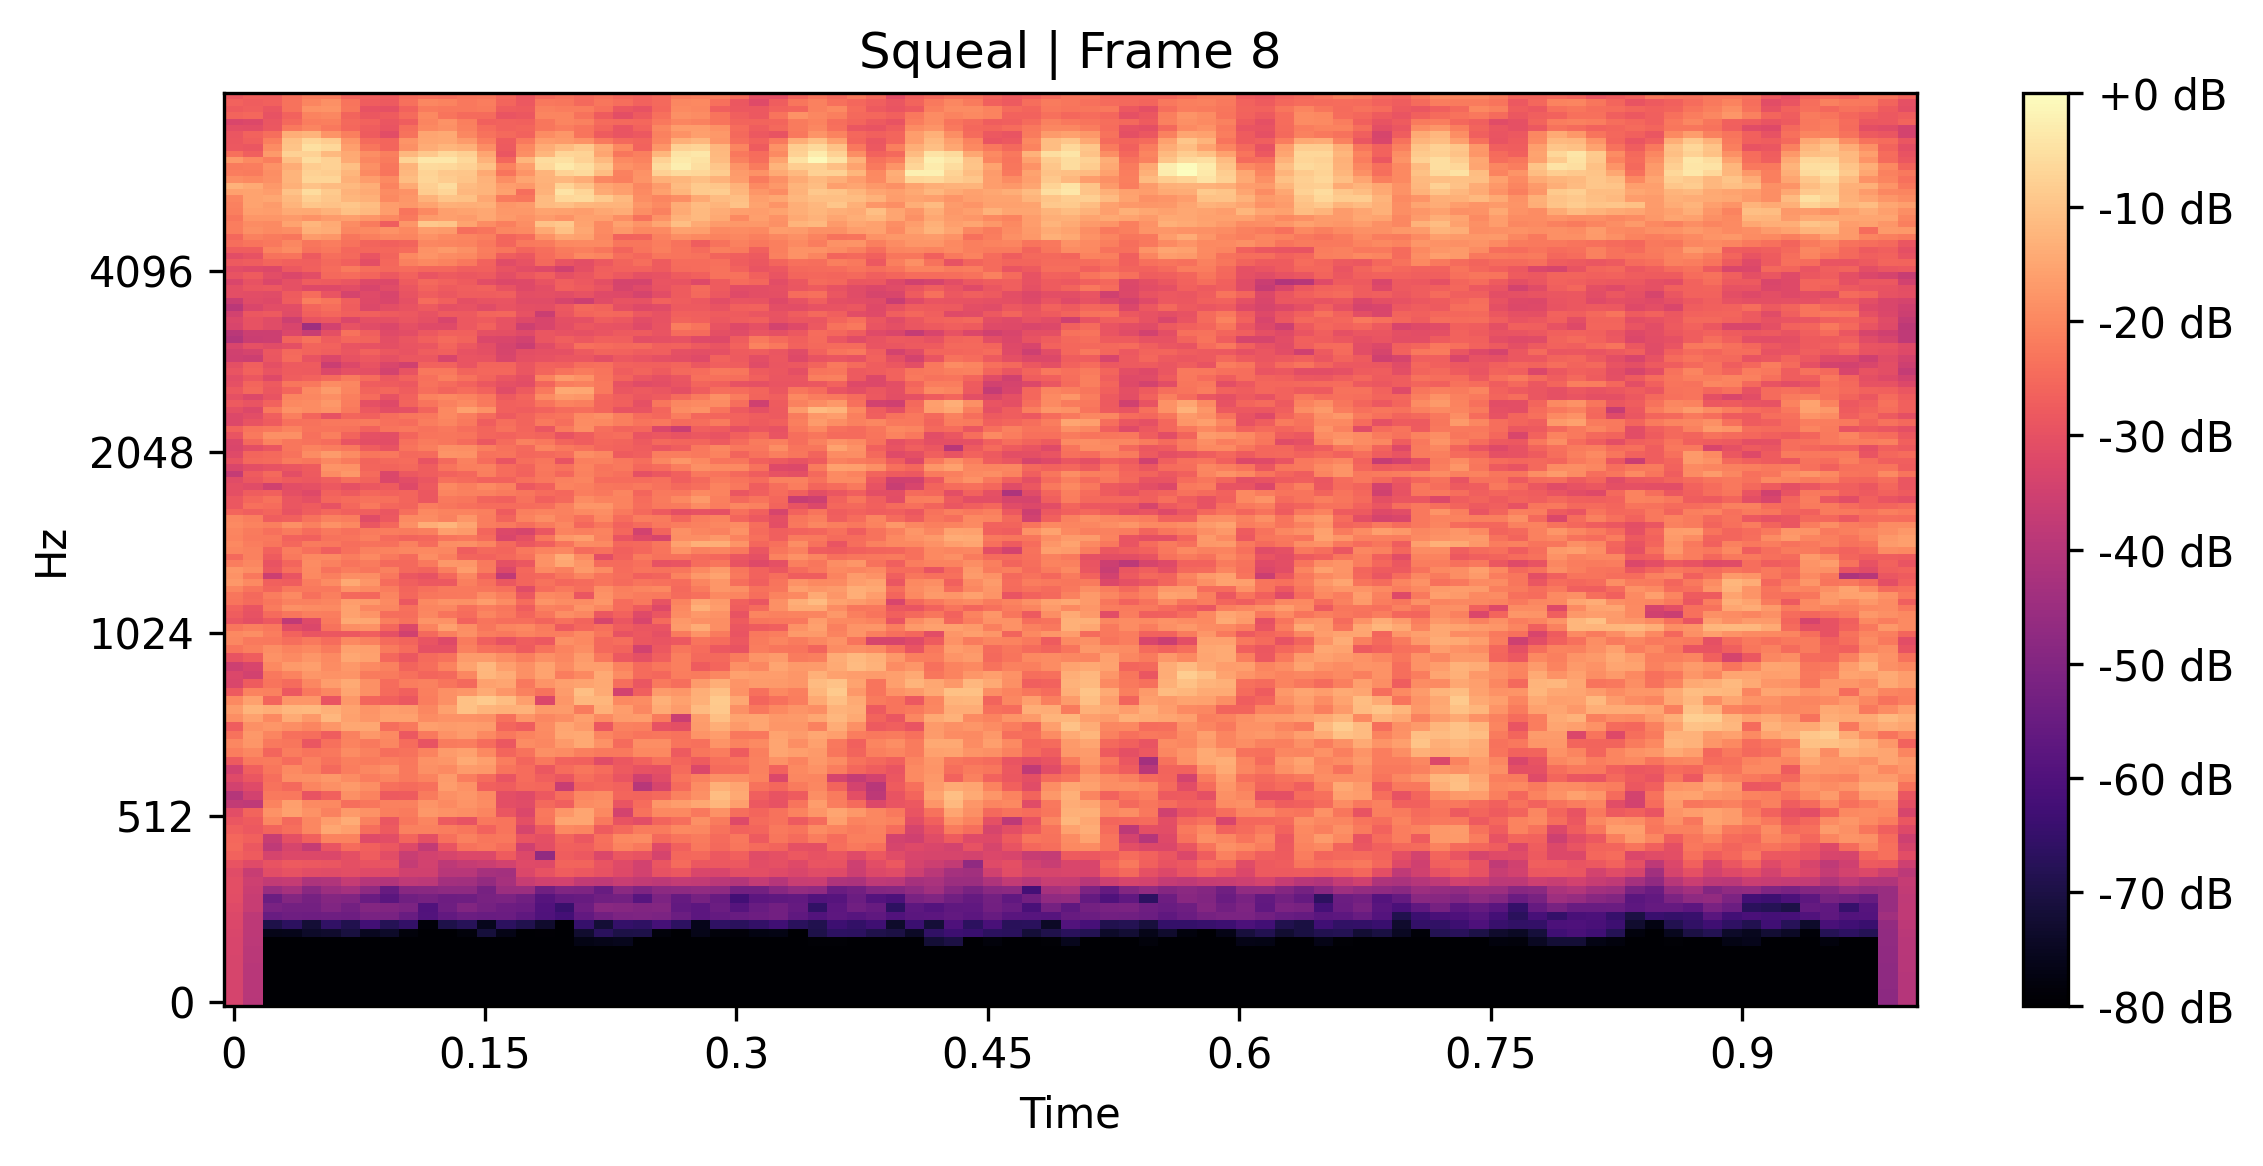 Squeal | Frame 8
+0 dB
-10 dB
-20 dB
-30 dB
-40 dB
-50 dB
-60 dB
-70 dB
-80 dB
Hz
4096
2048
1024
512
0
0 0.15 0.3 0.45 0.6 0.75 0.9
Time